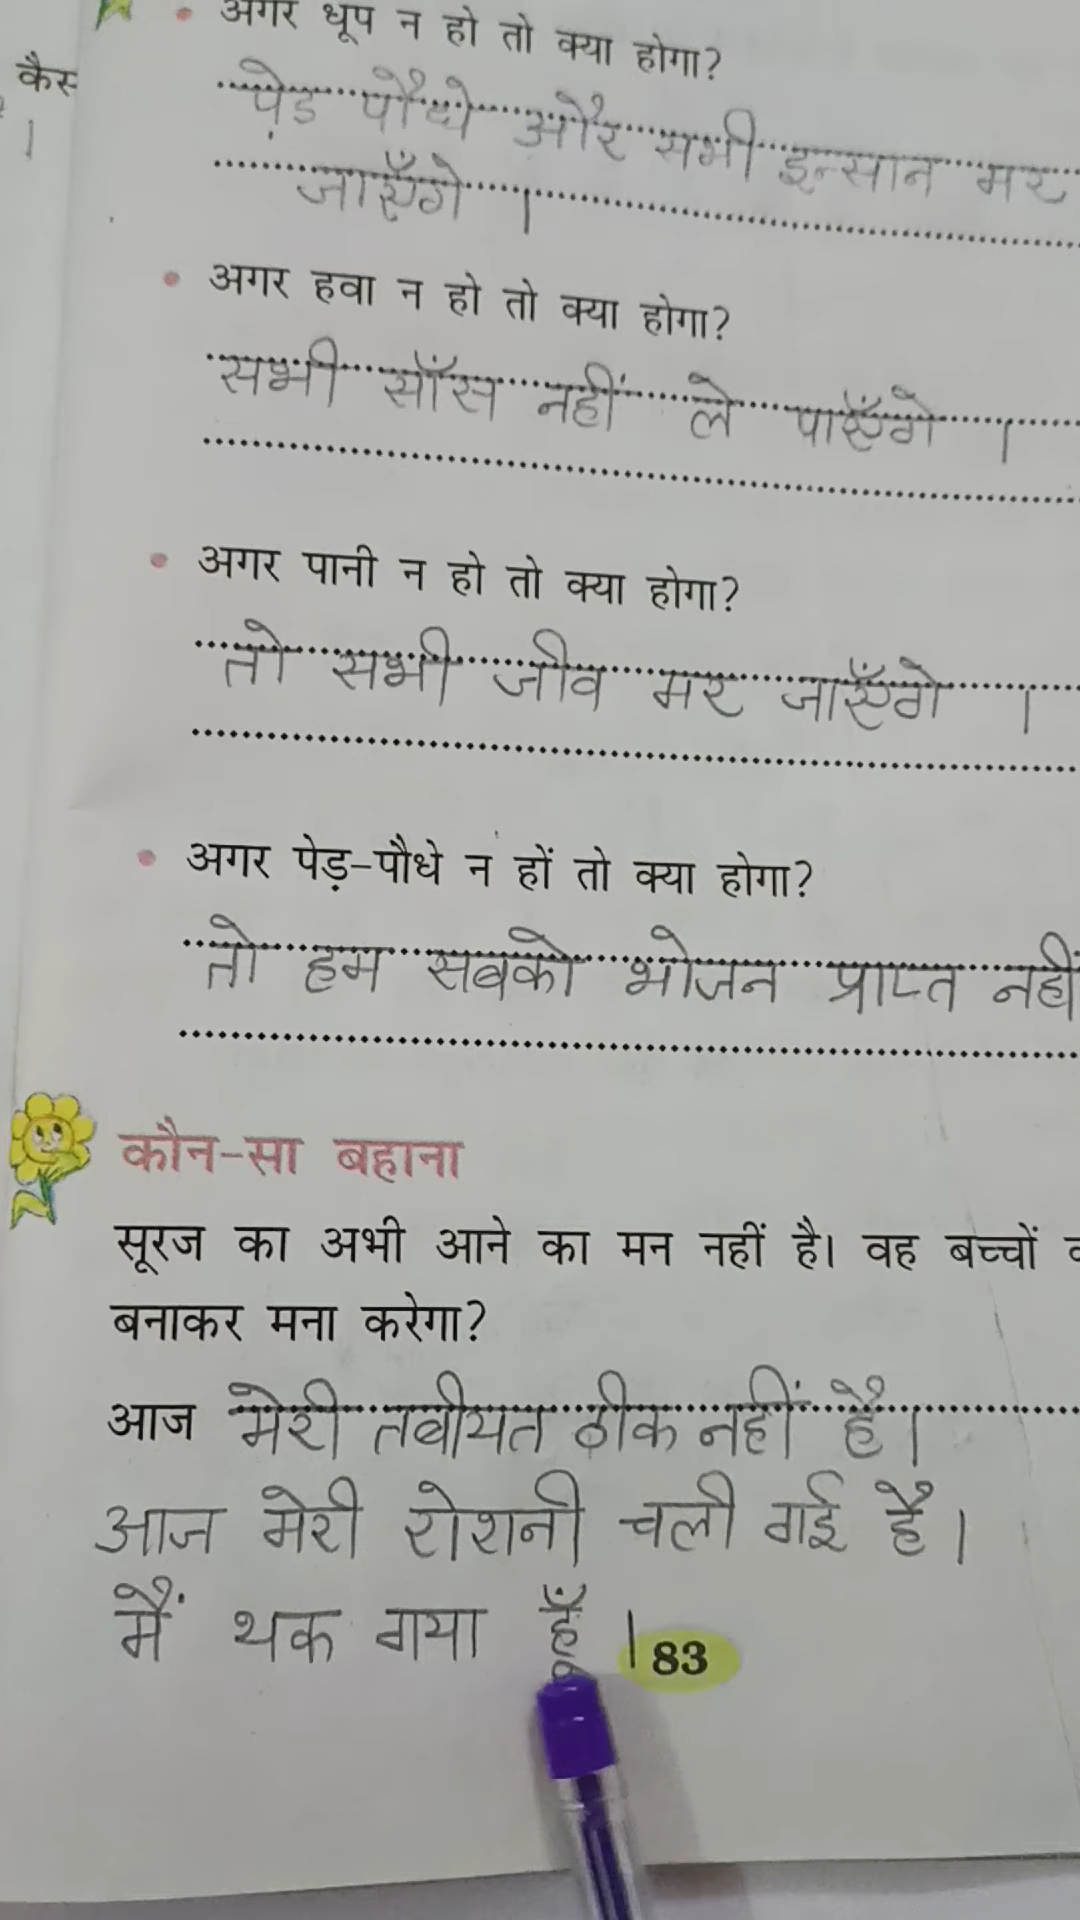 अगर धूप न हो तो क्या होगा?
कैस
पेड़ पौधे और सभी इन्सान मर
।
जाएँगे ।
अगर हवा न हो तो क्या होगा?
सभी साँस नहीं ले पाएँगे ।
अगर पानी न हो तो क्या होगा?
तो सभी जीव मर जाएँगे ।
अगर पेड़-पौधे न हों तो क्या होगा?
तो हम सबको भोजन प्राप्त नहीं
कौन-सा बहाना
सूरज का अभी आने का मन नहीं है। वह बच्चों
बनाकर मना करेगा?
आज मेरी तबीयत ठीक नहीं है।
आज मेरी रोशनी चली गई है।
मैं थक गया हूँ।
83